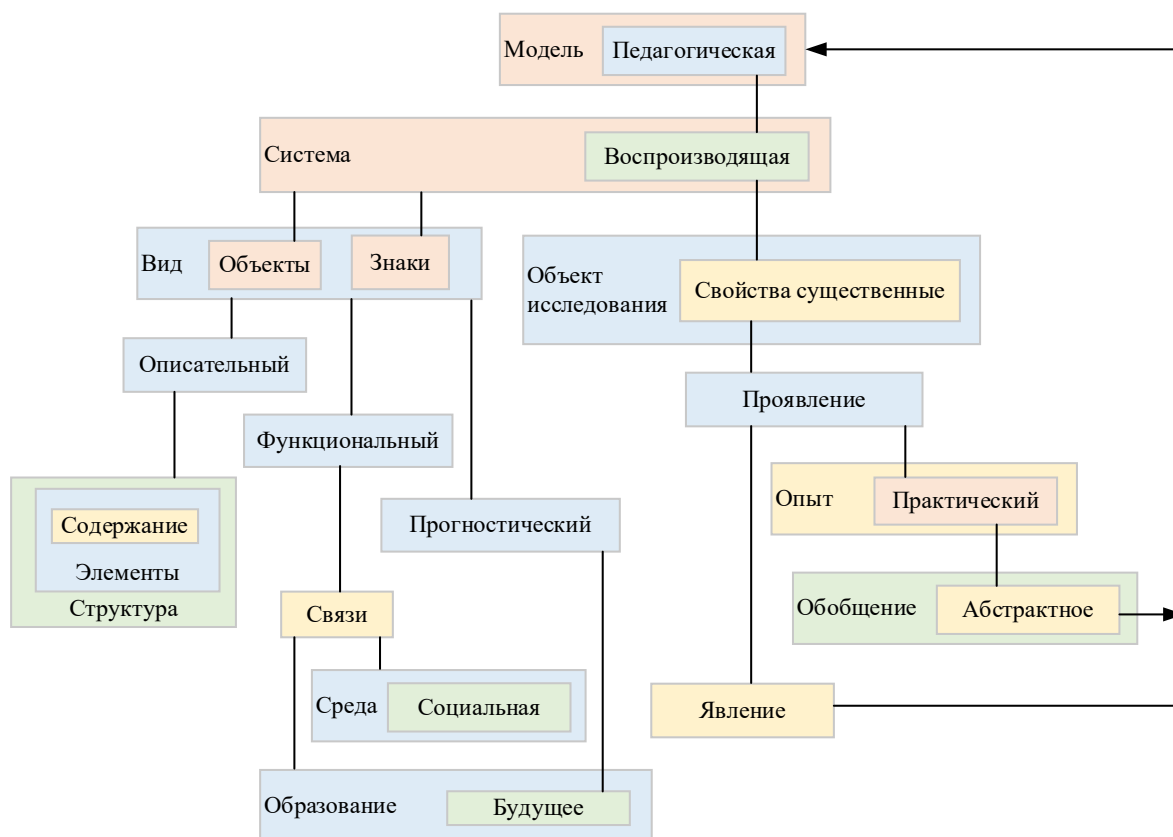 Модель
Педагогическая
Система
Воспроизводящая
Вид
Объекты
Знаки
Объект
исследования
Свойства существенные
Описательный
Проявление
Функциональный
Опыт
Практический
Содержание
Элементы
Структура
Прогностический
Обобщение
Абстрактное
Связи
Среда
Социальная
Явление
Образование
Будущее